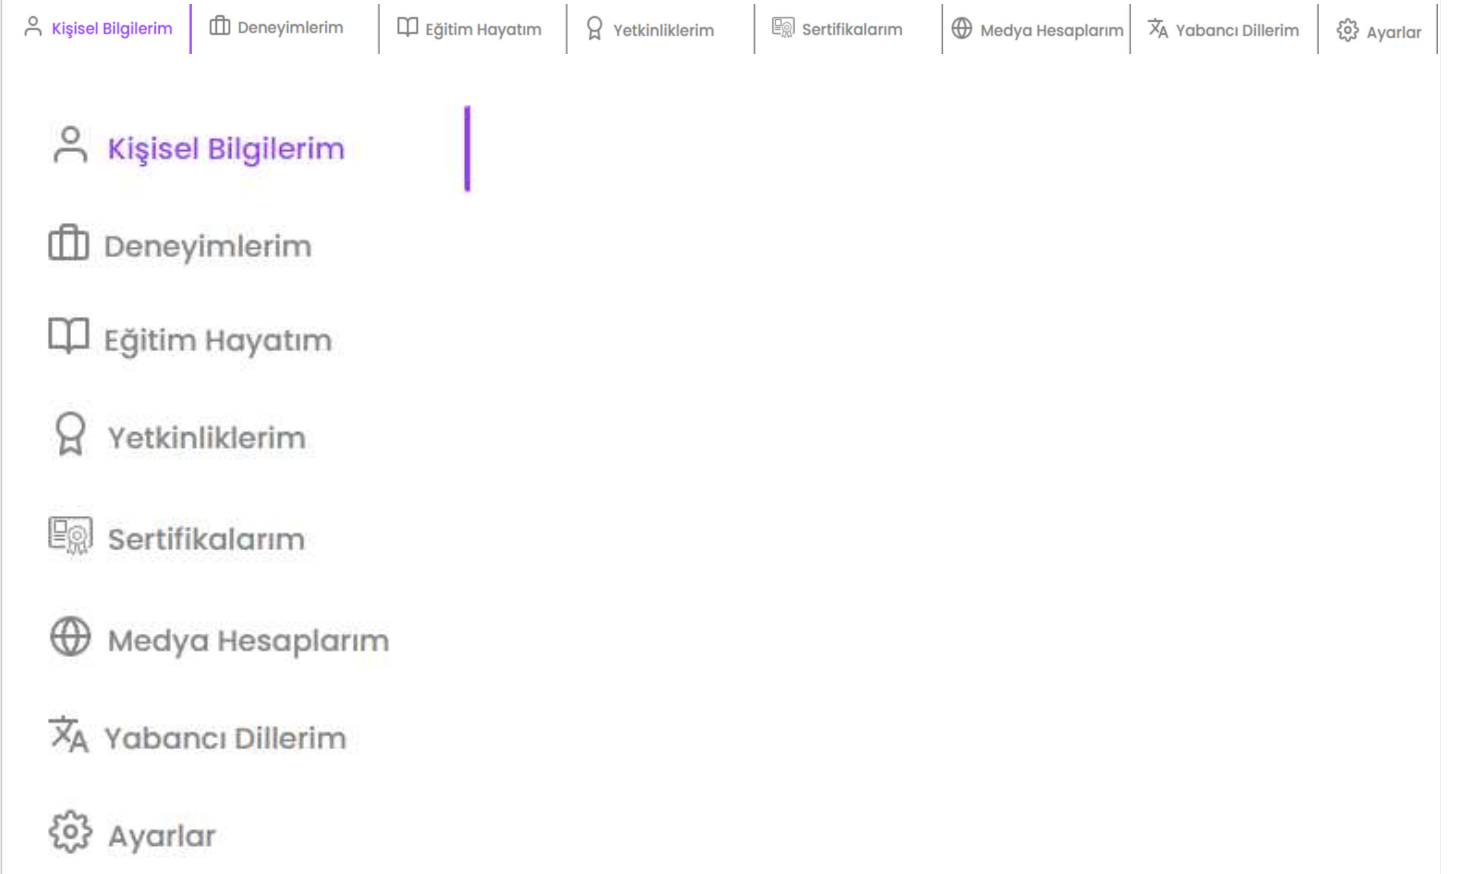 Kişisel Bilgilerim Deneyimlerim Eğitim Hayatım Yetkinliklerim Sertifikalarım Medya Hesaplarım Yabancı Dillerim Ayarlar
Kişisel Bilgilerim
Deneyimlerim
Eğitim Hayatım
Yetkinliklerim
Sertifikalarım
Medya Hesaplarım
Yabancı Dillerim
Ayarlar